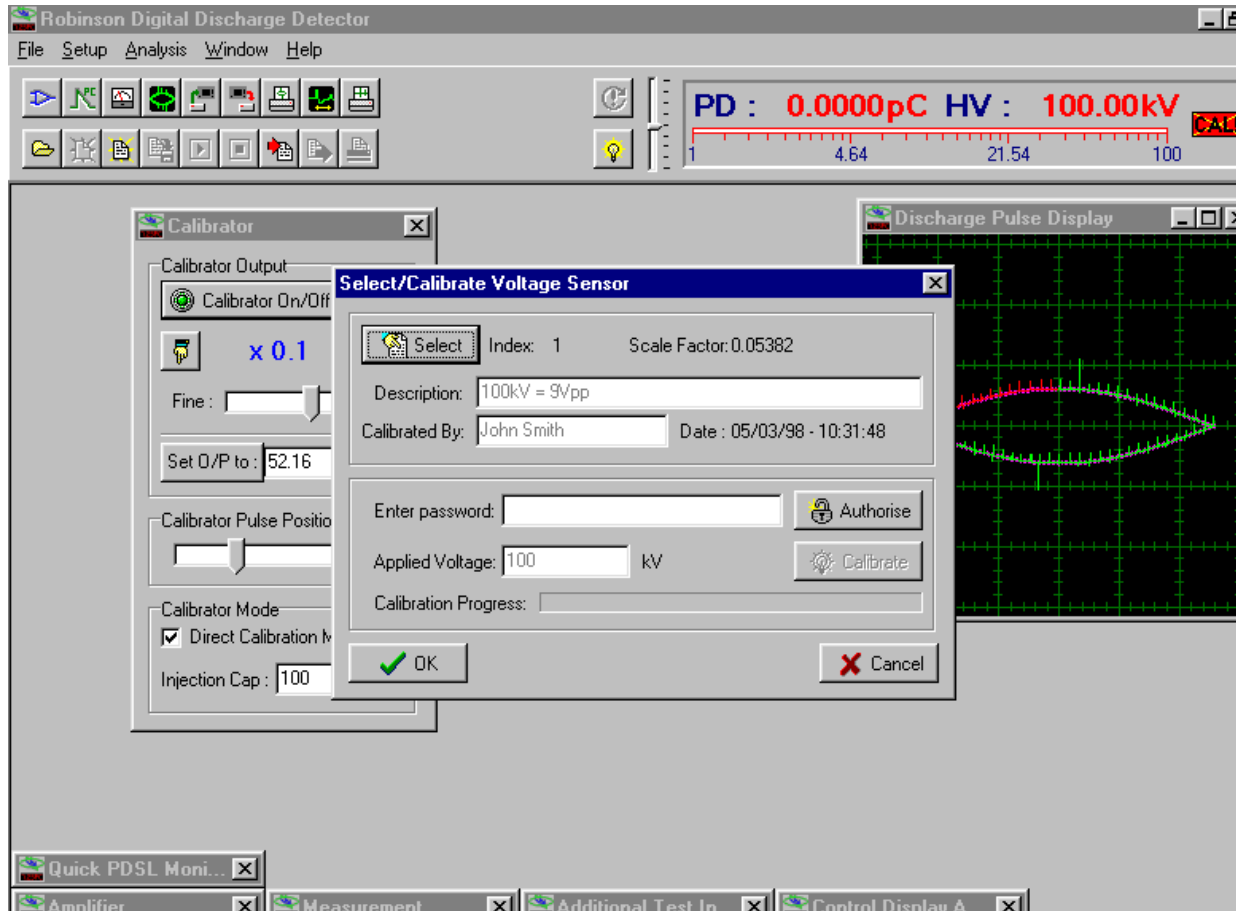 Robinson Digital Discharge Detector
File Setup Analysis Window Help
PC
PD : 0.0000pC HV : 100.00kV
1 4.64 21.54 100
Calibrator
Calibrator Output
Calibrator On/Off
x 0.1
Fine :
Set O/P to : 52.16
Calibrator Pulse Positio
Calibrator Mode
Direct Calibration M
Injection Cap : 100
Select/Calibrate Voltage Sensor
Select Index: 1 Scale Factor: 0.05382
Description: 100kV = 9Vpp
Calibrated By: John Smith Date : 05/03/98 - 10:31:48
Enter password: Authorise
Applied Voltage: 100 kV Calibrate
Calibration Progress:
OK Cancel
Discharge Pulse Display
Quick PDSL Moni...
Amplifier Measurement Additional Test In Control Display A